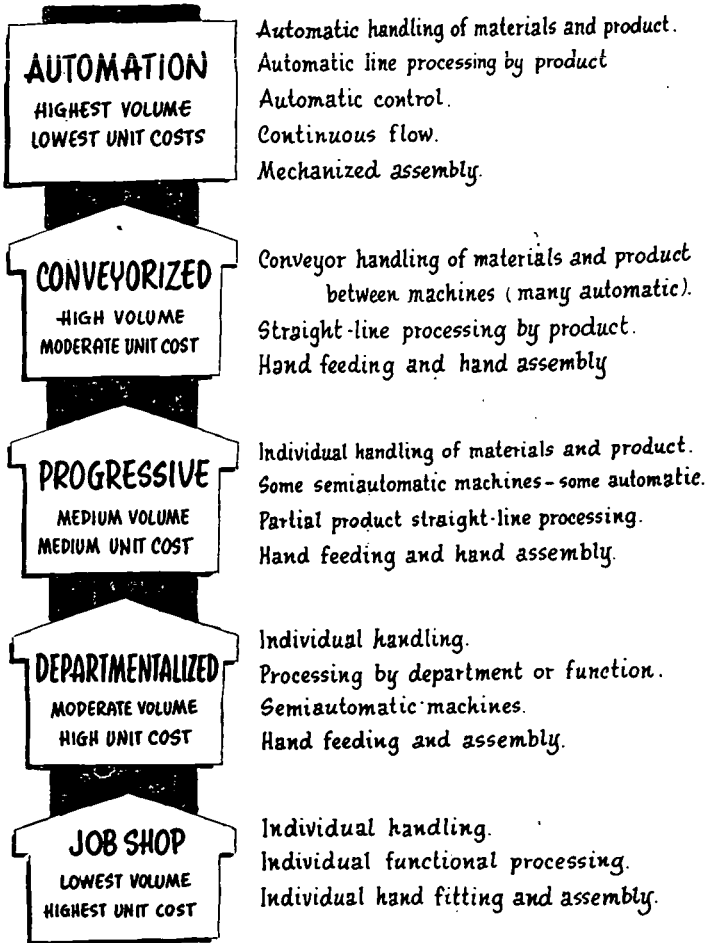 AUTOMATION
HIGHEST VOLUME
LOWEST UNIT COSTS
Automatic handling of materials and product.
Automatic line processing by product
Automatic control.
Continuous flow.
Mechanized assembly.
CONVEYORIZED
HIGH VOLUME
MODERATE UNIT COST
Conveyor handling of materials and product
between machines (many automatic).
Straight-line processing by product.
Hand feeding and hand assembly
PROGRESSIVE
MEDIUM VOLUME
MEDIUM UNIT COST
Individual handling of materials and product.
Some semiautomatic machines - some automatic.
Partial product straight-line processing.
Hand feeding and hand assembly.
DEPARTMENTALIZED
MODERATE VOLUME
HIGH UNIT COST
Individual handling.
Processing by department or function.
Semiautomatic machines.
Hand feeding and assembly.
JOB SHOP
LOWEST VOLUME
HIGHEST UNIT COST
Individual handling.
Individual functional processing.
Individual hand fitting and assembly.